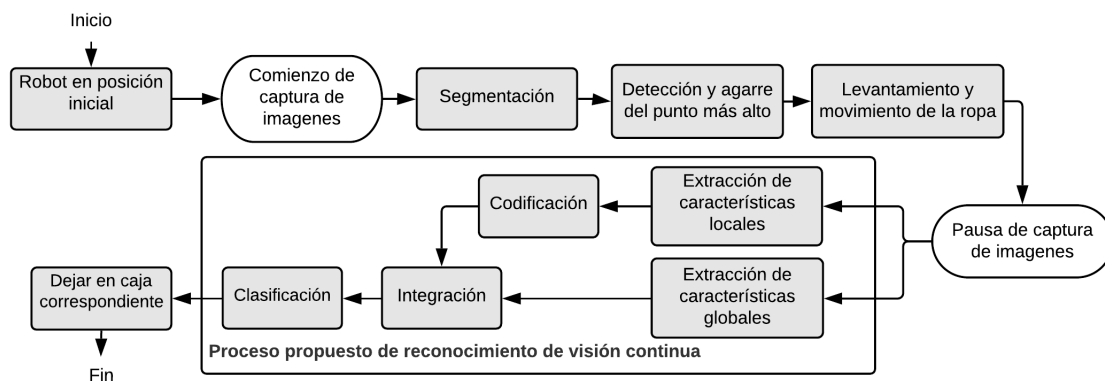 Inicio
Robot en posición
inicial
Comienzo de
captura de
imagenes
Segmentación
Detección y agarre
del punto más alto
Levantamiento y
movimiento de la ropa
Pausa de captura
de imagenes
Extracción de
características
locales
Codificación
Extracción de
características
globales
Integración
Clasificación
Dejar en caja
correspondiente
Proceso propuesto de reconocimiento de visión continua
Fin